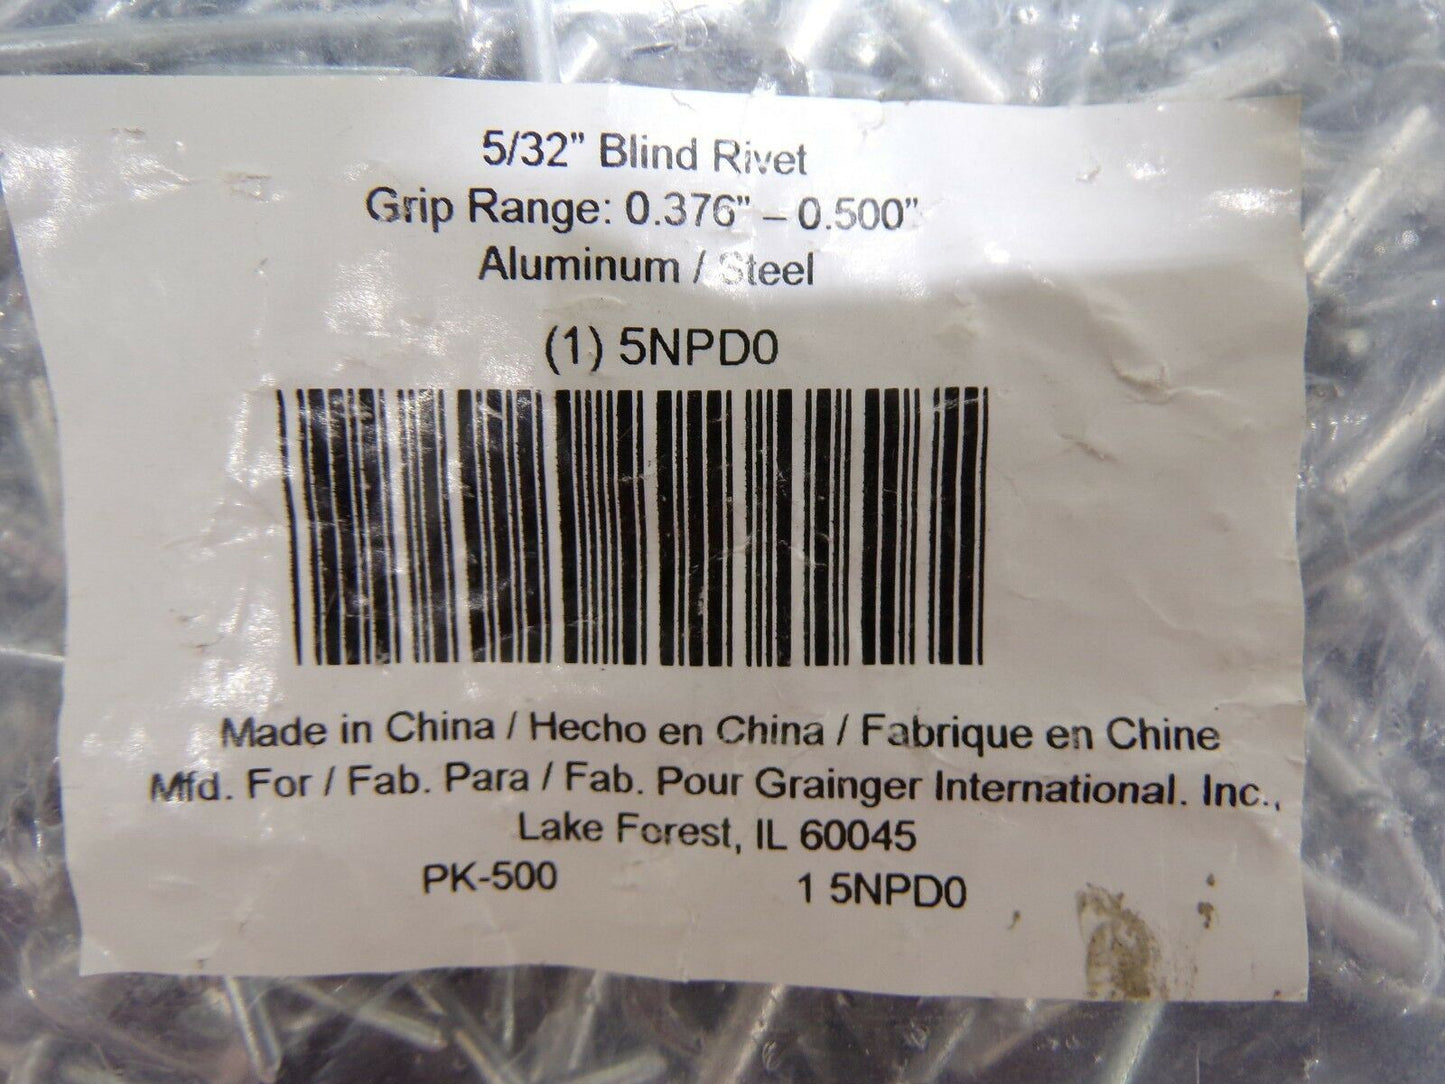 5/32” Blind Rivet
Grip Range: 0.376” – 0.500”
Aluminum / Steel
(1) 5NPD0
Made in China / Hecho en China / Fabrique en Chine
Mfd. For / Fab. Para / Fab. Pour Grainger International. Inc.,
Lake Forest, IL 60045
PK-500 1 5NPD0